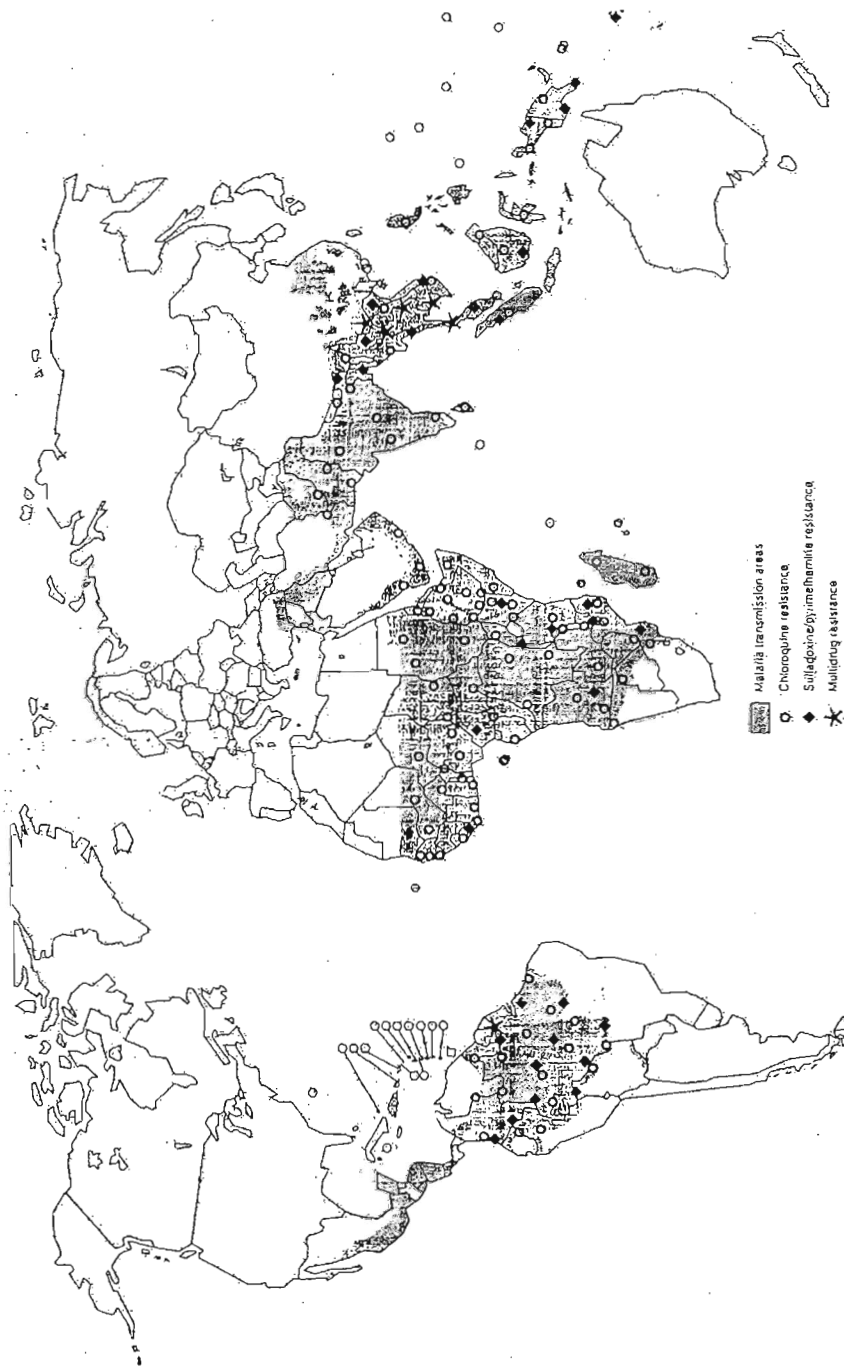 Malaria transmission areas
Chloroquine resistance
Sulfadoxine/pyrimethamine resistance
Multidrug resistance